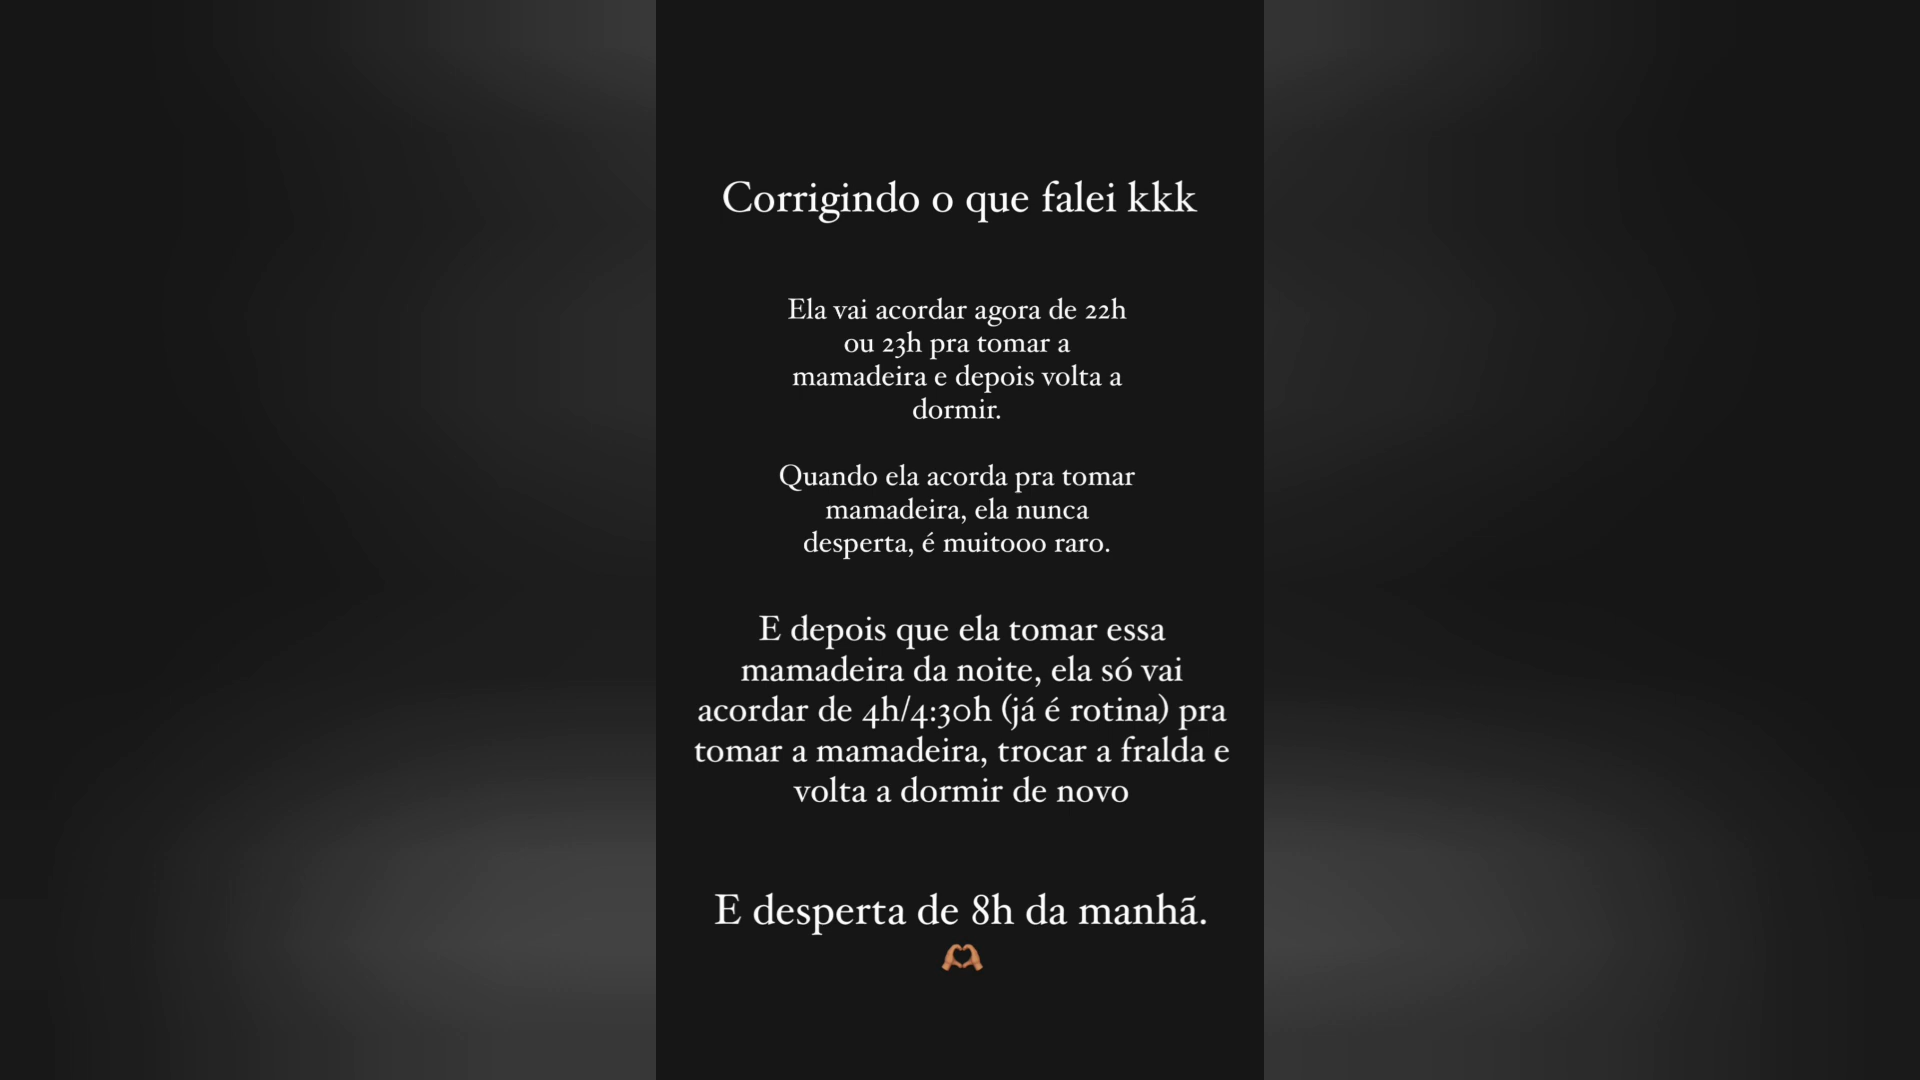 Corrigindo o que falei kkk
Ela vai acordar agora de 22h
ou 23h pra tomar a
mamadeira e depois volta a
dormir.
Quando ela acorda pra tomar
mamadeira, ela nunca
desperta, é muitooo raro.
E depois que ela tomar essa
mamadeira da noite, ela só vai
acordar de 4h/4:30h (já é rotina) pra
tomar a mamadeira, trocar a fralda e
volta a dormir de novo
E desperta de 8h da manhã.
🫶🏽